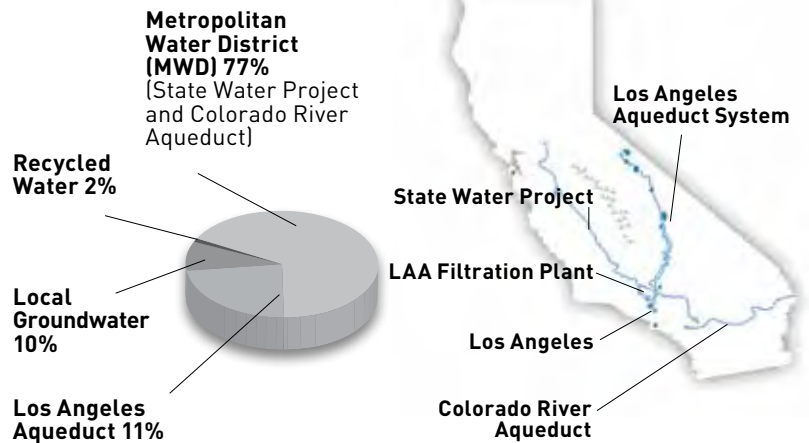 Metropolitan
Water District
(MWD) 77%
(State Water Project
and Colorado River
Aqueduct)
Recycled
Water 2%
Local
Groundwater
10%
Los Angeles
Aqueduct 11%
Los Angeles
Aqueduct System
State Water Project
LAA Filtration Plant
Los Angeles
Colorado River
Aqueduct